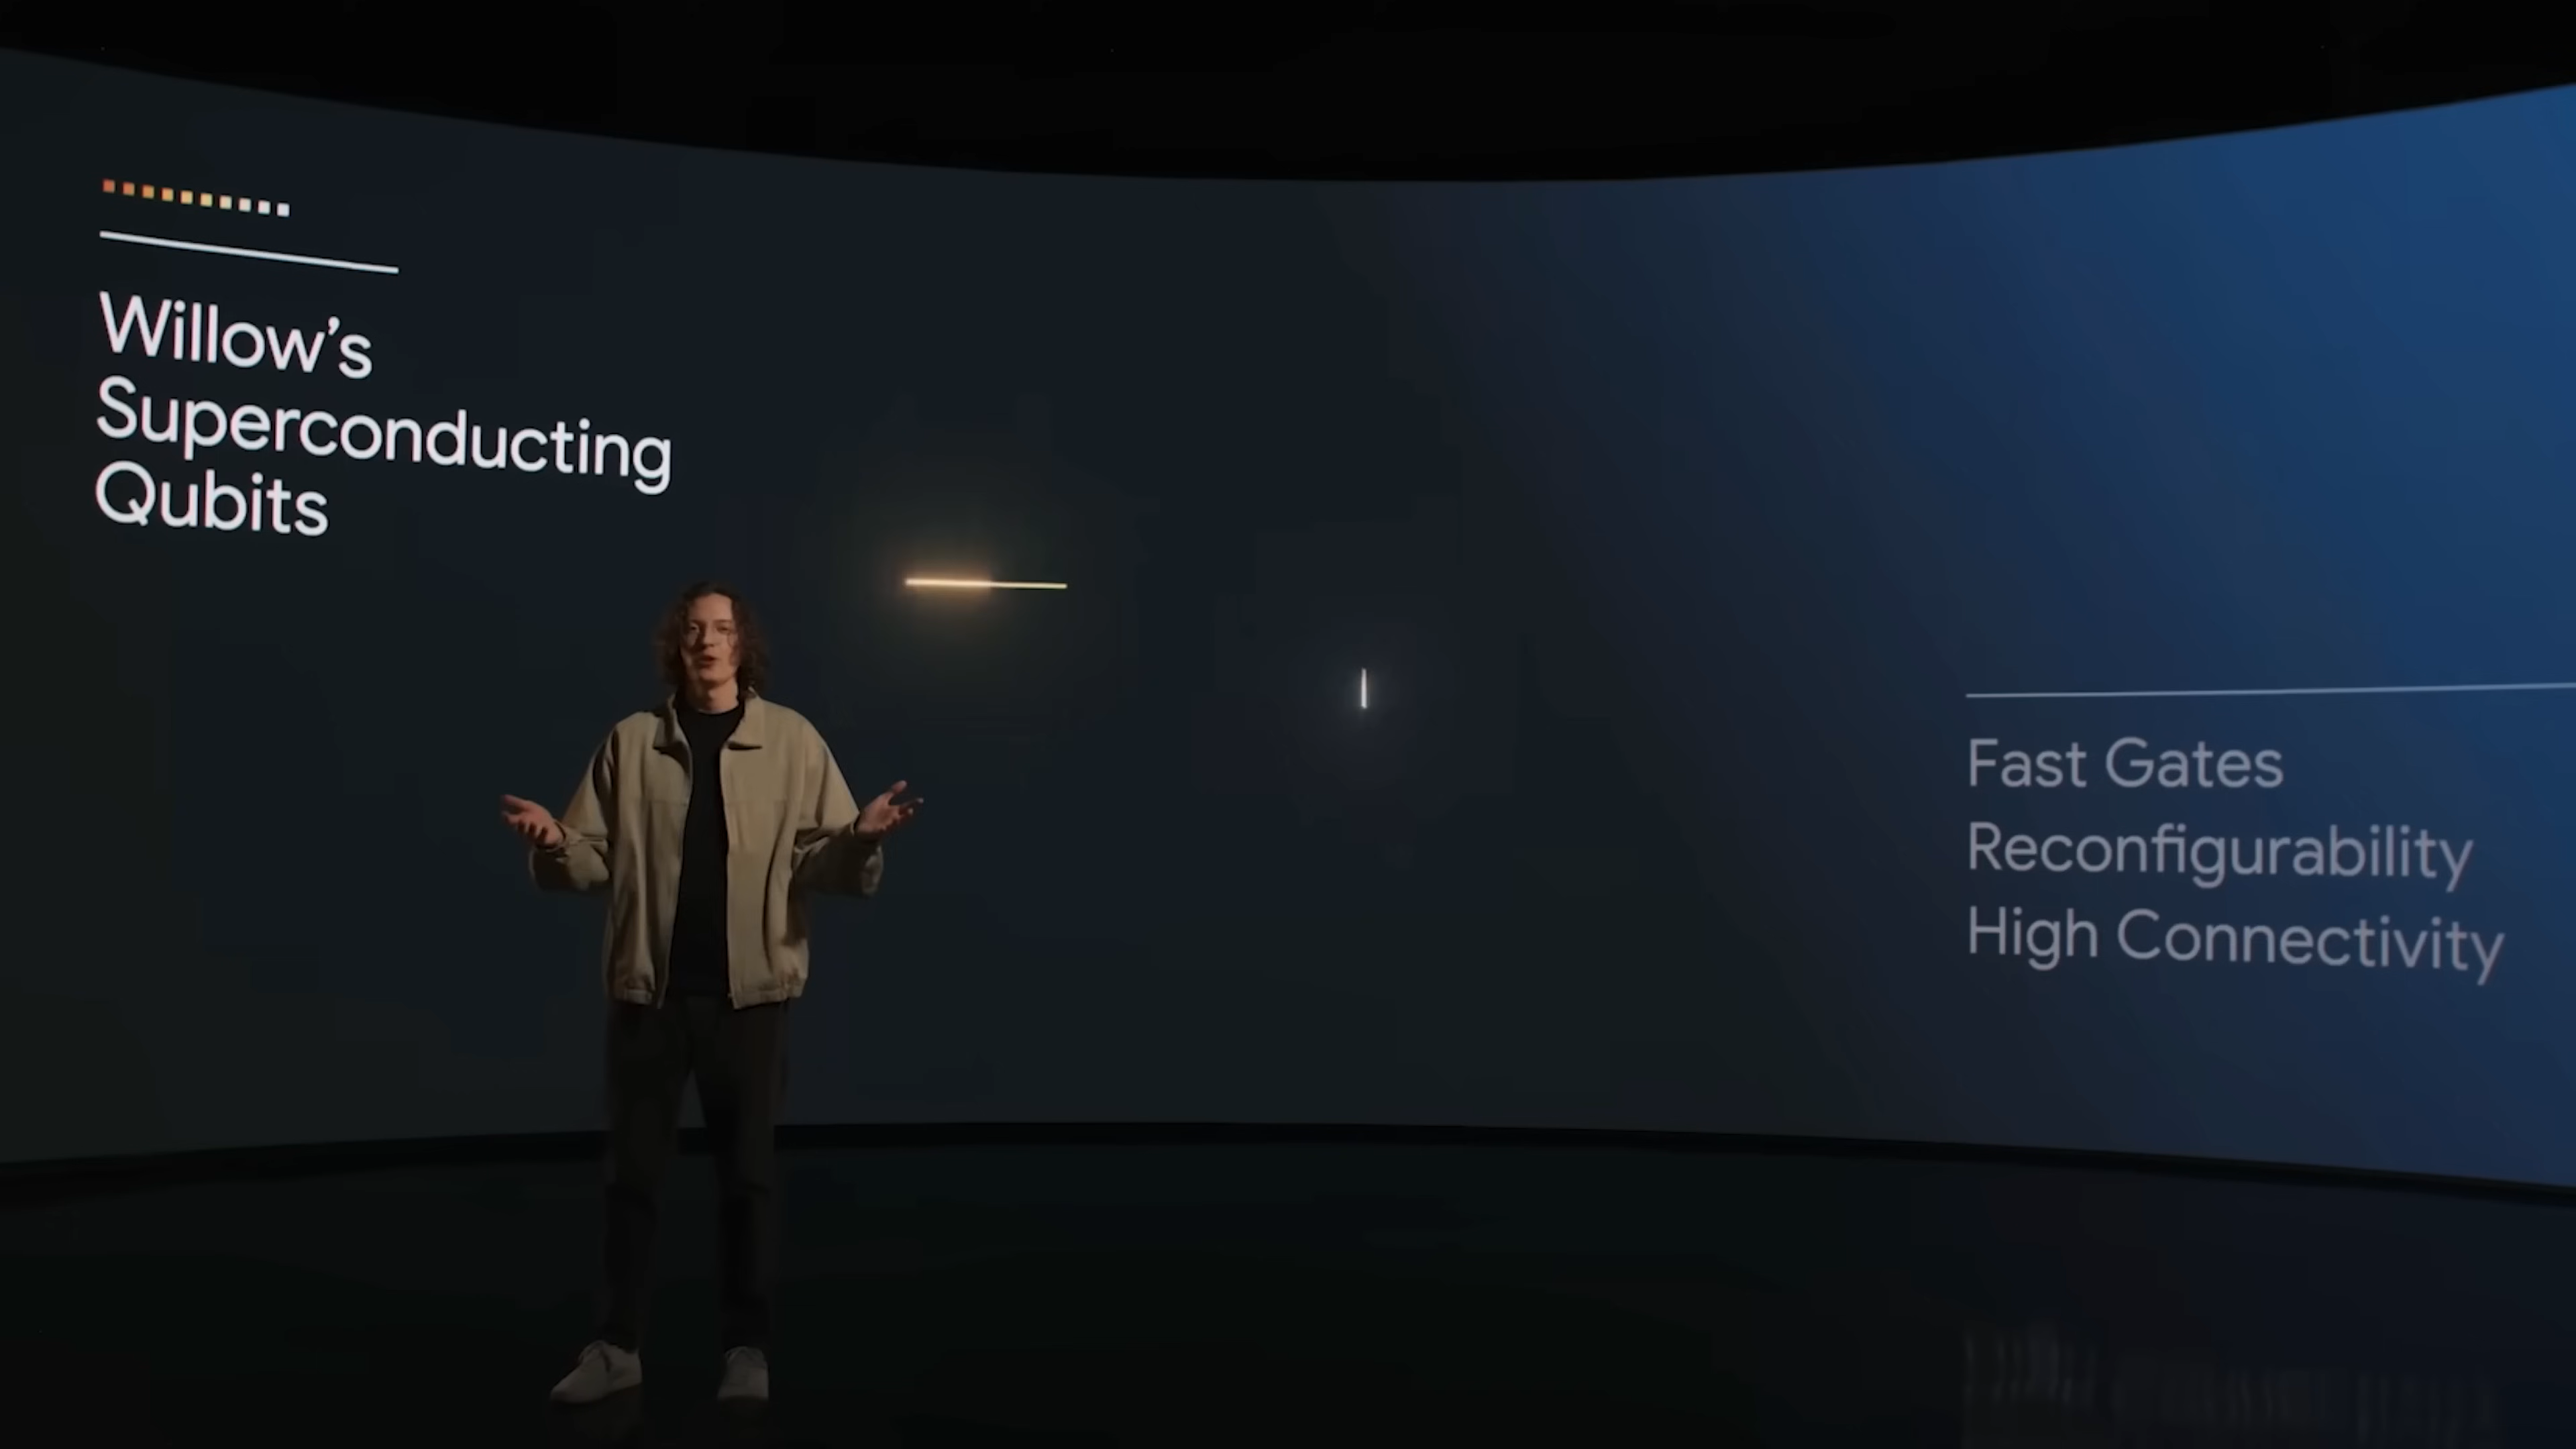 Willow’s
Superconducting
Qubits
Fast Gates
Reconfigurability
High Connectivity